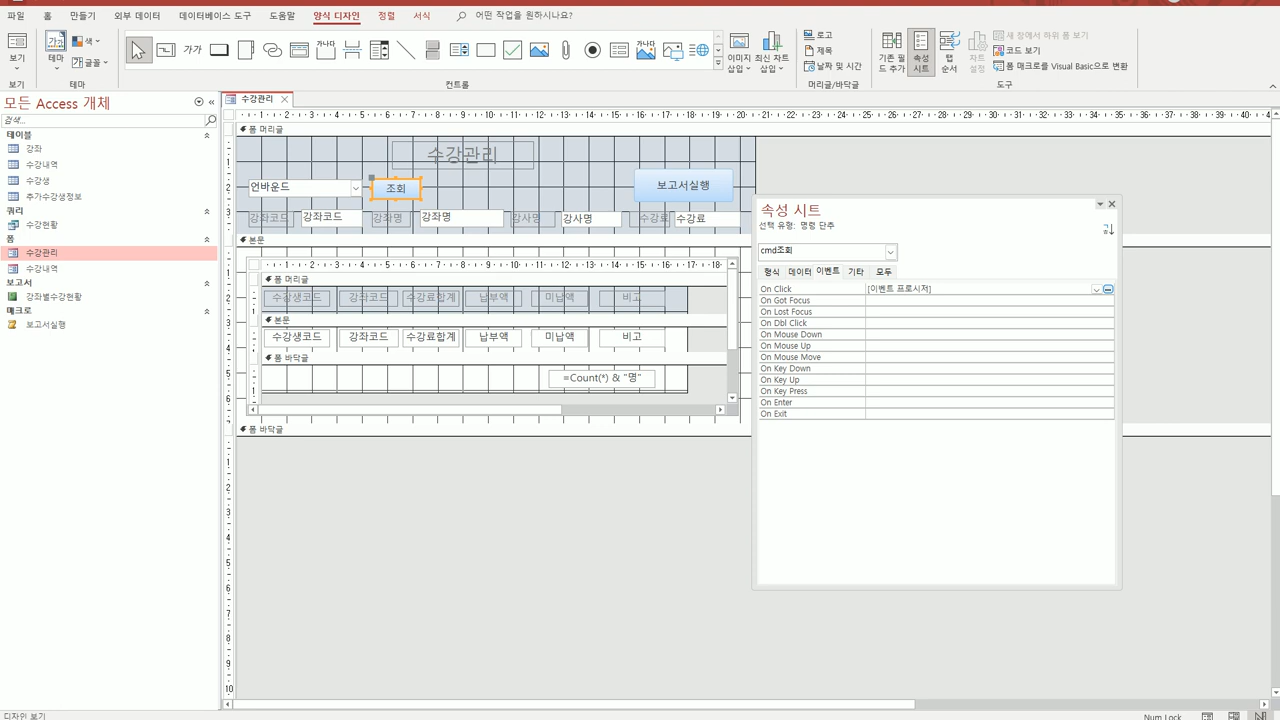 파일 홈 만들기 외부 데이터 데이터베이스 도구 도움말 양식 디자인 정렬 서식 어떤 작업을 원하시나요?
보기
테마
색
글꼴
가가
가나다
가나다
이미지 삽입
최신 차트 삽입
로고
제목
날짜 및 시간
기존 필드 추가
속성 시트
탭 순서
차트 설정
새 창에서 하위 폼 보기
코드 보기
폼 매크로를 Visual Basic으로 변환
보기 테마 컨트롤 머리글/바닥글 도구
모든 Access 개체
검색...
테이블
강좌
수강내역
수강생
추가수강생정보
쿼리
수강현황
폼
수강관리
수강내역
보고서
강좌별수강현황
매크로
보고서실행
수강관리
폼 머리글
수강관리
언바운드 조회 보고서실행
강좌코드 강좌코드 강좌명 강좌명 강사명 강사명 수강료 수강료
본문
폼 머리글
수강생코드 강좌코드 수강료합계 납부액 미납액 비고
본문
수강생코드 강좌코드 수강료합계 납부액 미납액 비고
폼 바닥글
=Count(*) & "명"
폼 바닥글
속성 시트
선택 유형: 명령 단추
cmd조회
형식 데이터 이벤트 기타 모두
On Click [이벤트 프로시저]
On Got Focus
On Lost Focus
On Dbl Click
On Mouse Down
On Mouse Up
On Mouse Move
On Key Down
On Key Up
On Key Press
On Enter
On Exit
디자인 보기 Num Lock